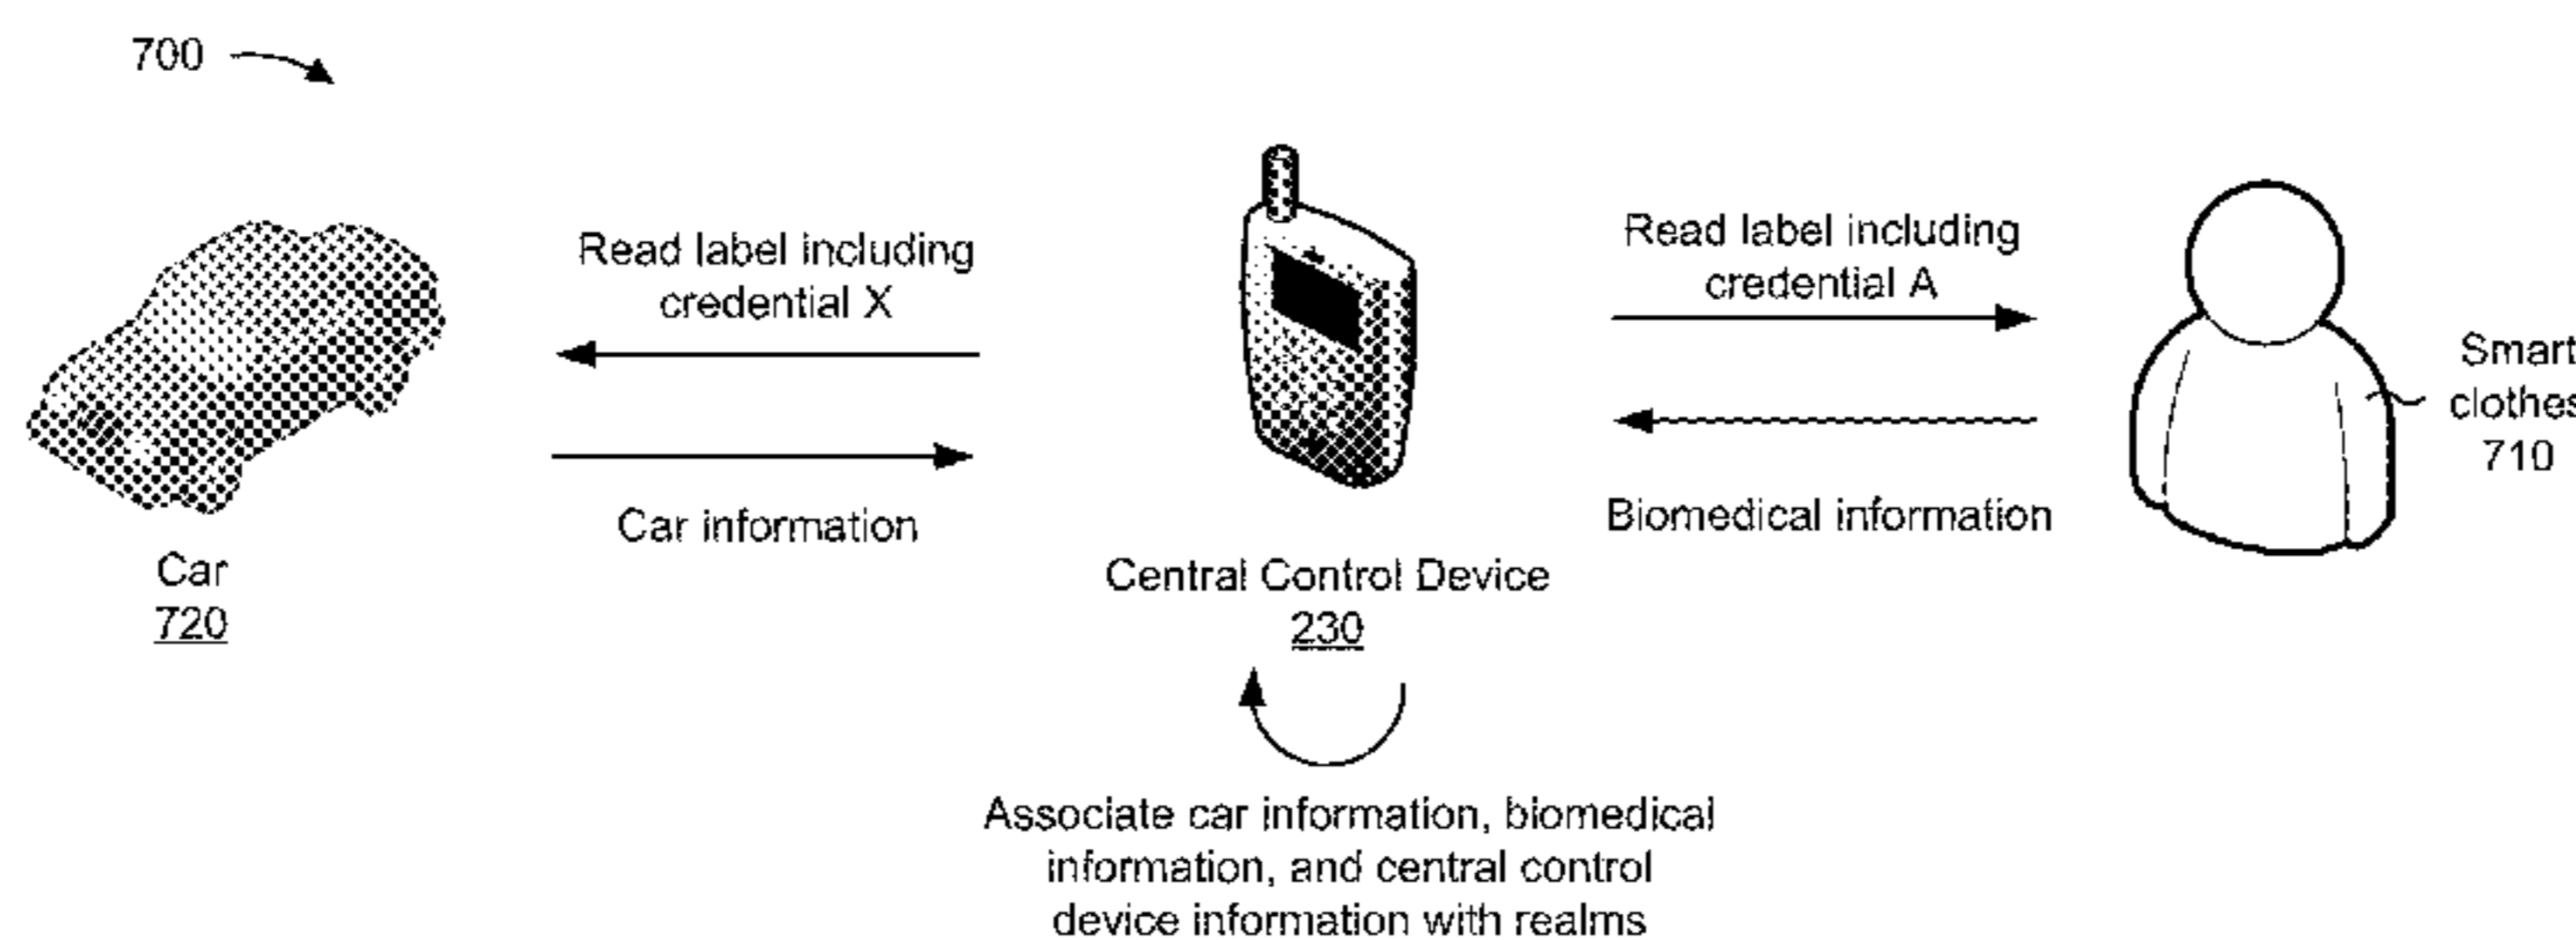 700
Read label including
credential X
Car information
Car
720
Central Control Device
230
Associate car information, biomedical
information, and central control
device information with realms
Read label including
credential A
Biomedical information
Smart
clothes
710